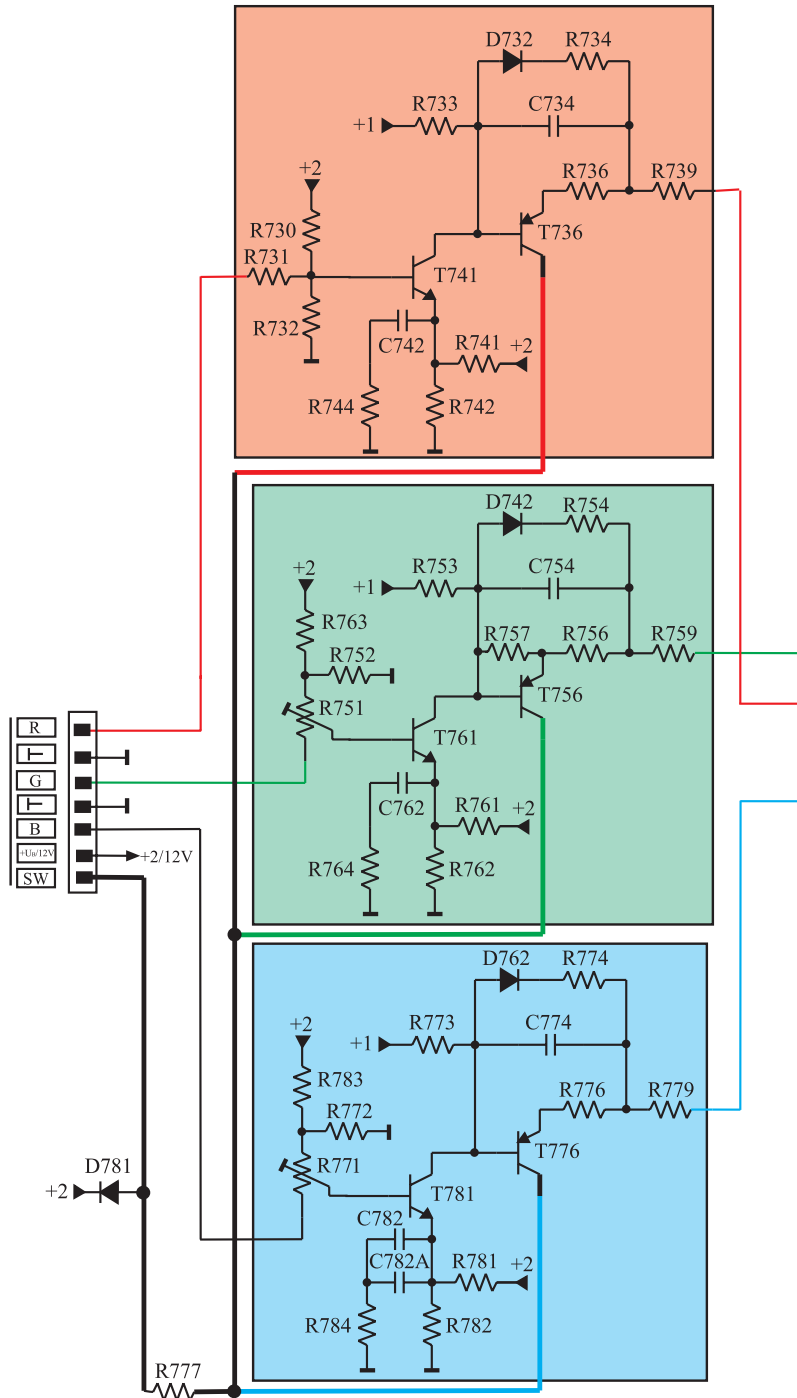 D732
R734
R733
C734
+1
+2
R736
R739
R730
T736
R731
T741
R732
C742
R741
+2
R744
R742
D742
R754
R753
C754
+2
+1
R763
R757
R756
R759
R752
R751
T756
T761
C762
R761
+2
R764
R762
R
T
G
T
B
+UB/12V
+2/12V
SW
D762
R774
R773
C774
+2
+1
R783
R776
R779
R772
R771
T776
T781
D781
+2
C782
C782A
R781
+2
R784
R782
R777